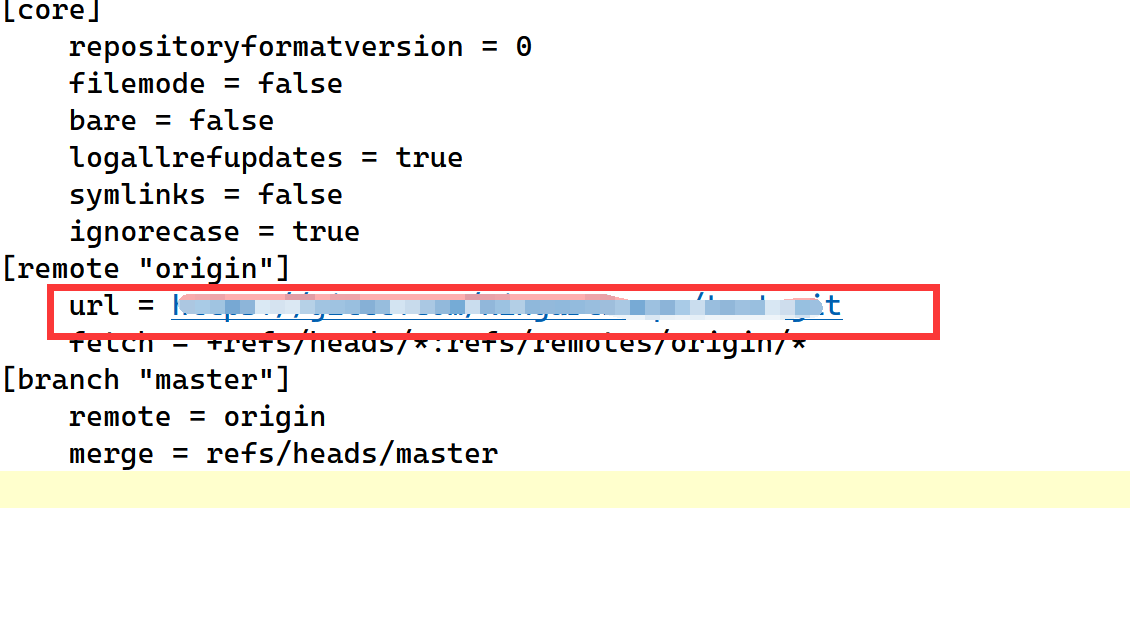 [core]
repositoryformatversion = 0
filemode = false
bare = false
logallrefupdates = true
symlinks = false
ignorecase = true
[remote "origin"]
url =
fetch = +refs/heads/*:refs/remotes/origin/*
[branch "master"]
remote = origin
merge = refs/heads/master